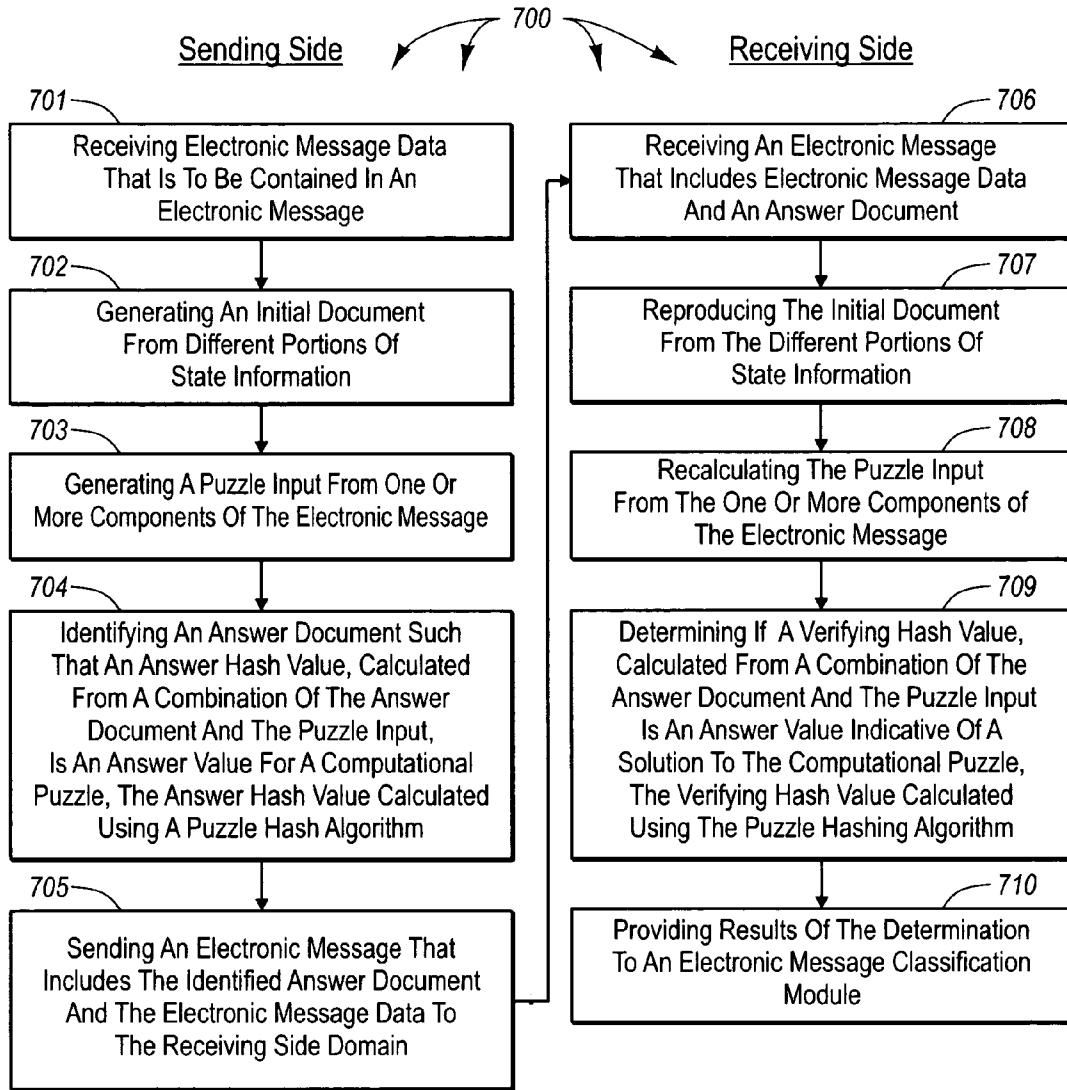 700
Sending Side
Receiving Side
701
Receiving Electronic Message Data
That Is To Be Contained In An
Electronic Message
702
Generating An Initial Document
From Different Portions Of
State Information
703
Generating A Puzzle Input From One Or
More Components Of The Electronic Message
704
Identifying An Answer Document Such
That An Answer Hash Value, Calculated
From A Combination Of The Answer
Document And The Puzzle Input,
Is An Answer Value For A Computational
Puzzle, The Answer Hash Value Calculated
Using A Puzzle Hash Algorithm
705
Sending An Electronic Message That
Includes The Identified Answer Document
And The Electronic Message Data To
The Receiving Side Domain
706
Receiving An Electronic Message
That Includes Electronic Message Data
And An Answer Document
707
Reproducing The Initial Document
From The Different Portions Of
State Information
708
Recalculating The Puzzle Input
From The One Or More Components of
The Electronic Message
709
Determining If A Verifying Hash Value,
Calculated From A Combination Of The
Answer Document And The Puzzle Input
Is An Answer Value Indicative Of A
Solution To The Computational Puzzle,
The Verifying Hash Value Calculated
Using The Puzzle Hashing Algorithm
710
Providing Results Of The Determination
To An Electronic Message Classification
Module